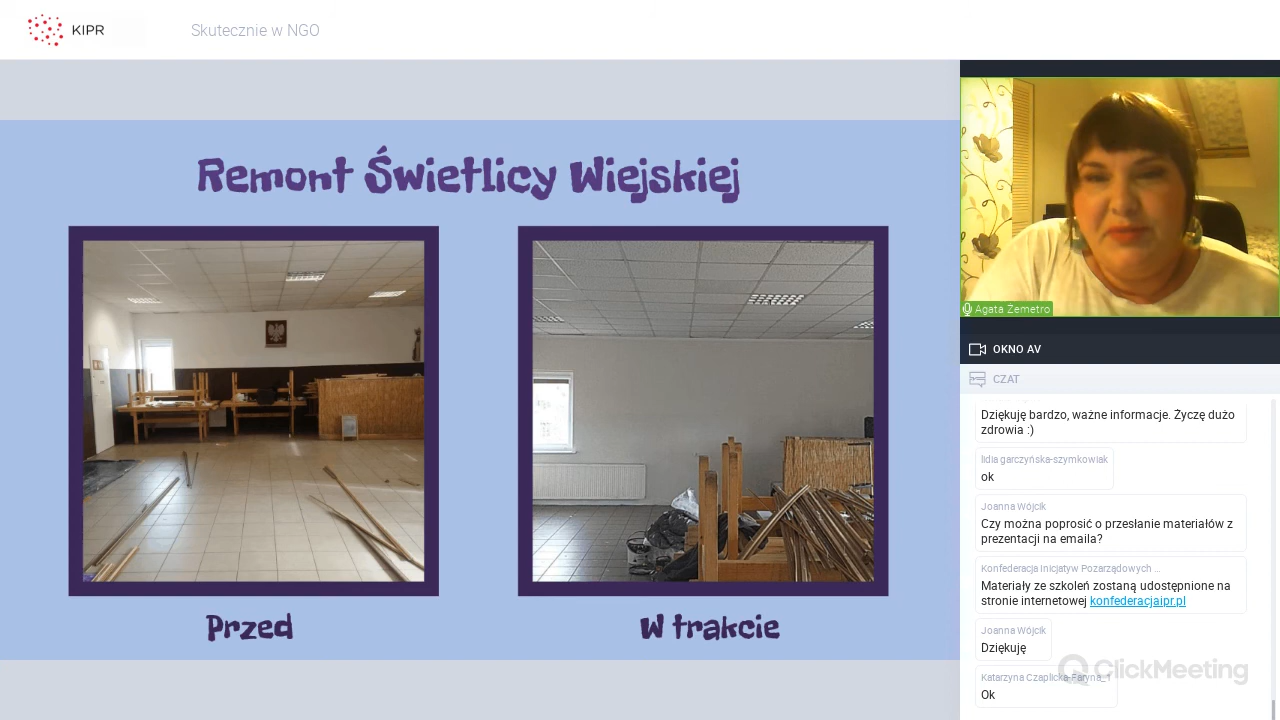 KIPR
Skutecznie w NGO
Remont Świetlicy Wiejskiej
Przed
W trakcie
Agata Żemetro
OKNO AV
CZAT
Dziękuję bardzo, ważne informacje. Życzę dużo
zdrowia :)
lidia garczyńska-szymkowiak
ok
Joanna Wójcik
Czy można poprosić o przesłanie materiałów z
prezentacji na emaila?
Konfederacja Inicjatyw Pozarządowych ...
Materiały ze szkoleń zostaną udostępnione na
stronie internetowej konfederacjaipr.pl
Joanna Wójcik
Dziękuję
Katarzyna Czaplicka-Faryna_1
Ok
ClickMeeting